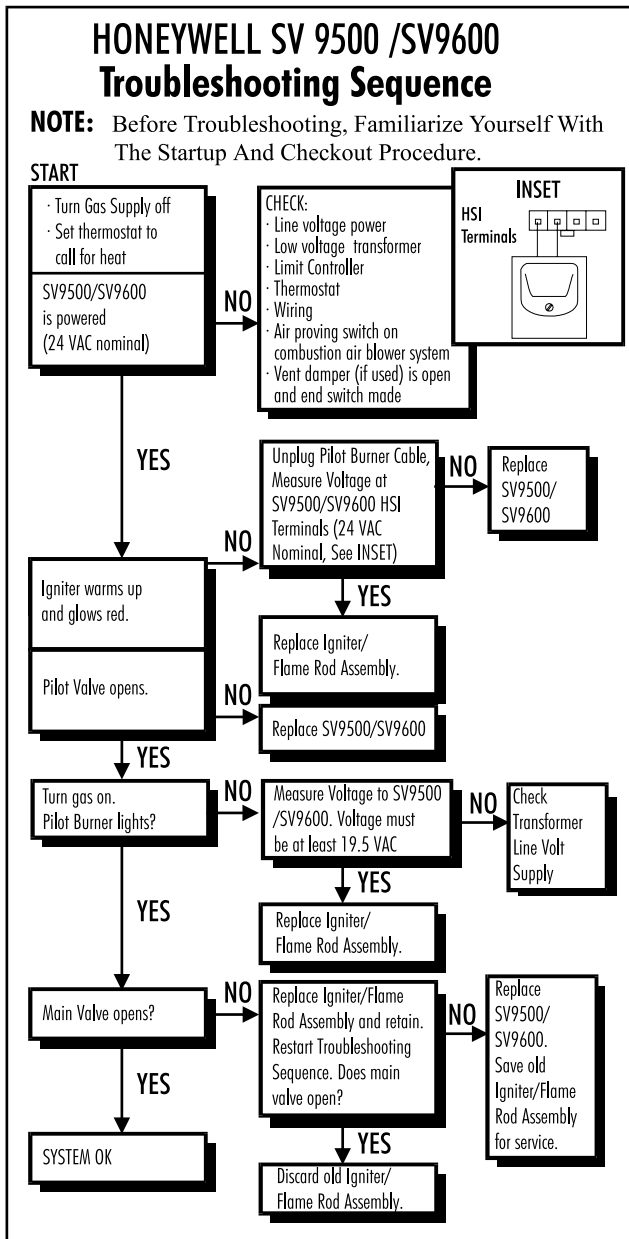 HONEYWELL SV 9500 /SV9600
Troubleshooting Sequence
NOTE: Before Troubleshooting, Familiarize Yourself With
The Startup And Checkout Procedure.
START
· Turn Gas Supply off
· Set thermostat to
call for heat
SV9500/SV9600
is powered
(24 VAC nominal)
NO
CHECK:
· Line voltage power
· Low voltage transformer
· Limit Controller
· Thermostat
· Wiring
· Air proving switch on
combustion air blower system
· Vent damper (if used) is open
and end switch made
INSET
HSI
Terminals
YES
Igniter warms up
and glows red.
NO
Unplug Pilot Burner Cable,
Measure Voltage at
SV9500/SV9600 HSI
Terminals (24 VAC
Nominal, See INSET)
NO
Replace
SV9500/
SV9600
YES
Replace Igniter/
Flame Rod Assembly.
Pilot Valve opens.
NO
Replace SV9500/SV9600
YES
Turn gas on.
Pilot Burner lights?
NO
Measure Voltage to SV9500
/SV9600. Voltage must
be at least 19.5 VAC
NO
Check
Transformer
Line Volt
Supply
YES
Replace Igniter/
Flame Rod Assembly.
YES
Main Valve opens?
NO
Replace Igniter/Flame
Rod Assembly and retain.
Restart Troubleshooting
Sequence. Does main
valve open?
NO
Replace
SV9500/
SV9600.
Save old
Igniter/Flame
Rod Assembly
for service.
YES
Discard old Igniter/
Flame Rod Assembly.
YES
SYSTEM OK